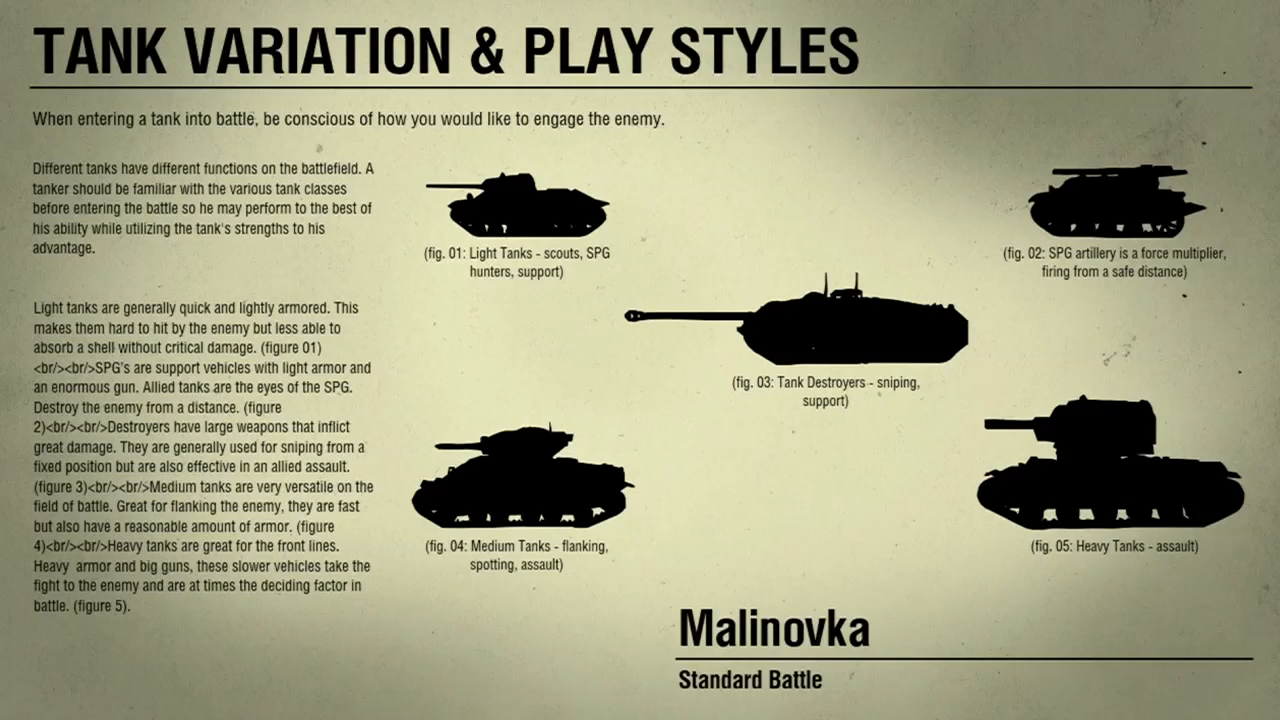 TANK VARIATION & PLAY STYLES
When entering a tank into battle, be conscious of how you would like to engage the enemy.
Different tanks have different functions on the battlefield. A
tanker should be familiar with the various tank classes
before entering the battle so he may perform to the best of
his ability while utilizing the tank's strengths to his
advantage.
Light tanks are generally quick and lightly armored. This
makes them hard to hit by the enemy but less able to
absorb a shell without critical damage. (figure 01)
<br/><br/>SPG's are support vehicles with light armor and
an enormous gun. Allied tanks are the eyes of the SPG.
Destroy the enemy from a distance. (figure
2)<br/><br/>Destroyers have large weapons that inflict
great damage. They are generally used for sniping from a
fixed position but are also effective in an allied assault.
(figure 3)<br/><br/>Medium tanks are very versatile on the
field of battle. Great for flanking the enemy, they are fast
but also have a reasonable amount of armor. (figure
4)<br/><br/>Heavy tanks are great for the front lines.
Heavy  armor and big guns, these slower vehicles take the
fight to the enemy and are at times the deciding factor in
battle. (figure 5).
(fig. 01: Light Tanks - scouts, SPG
hunters, support)
(fig. 02: SPG artillery is a force multiplier,
firing from a safe distance)
(fig. 03: Tank Destroyers - sniping,
support)
(fig. 04: Medium Tanks - flanking,
spotting, assault)
(fig. 05: Heavy Tanks - assault)
Malinovka
Standard Battle